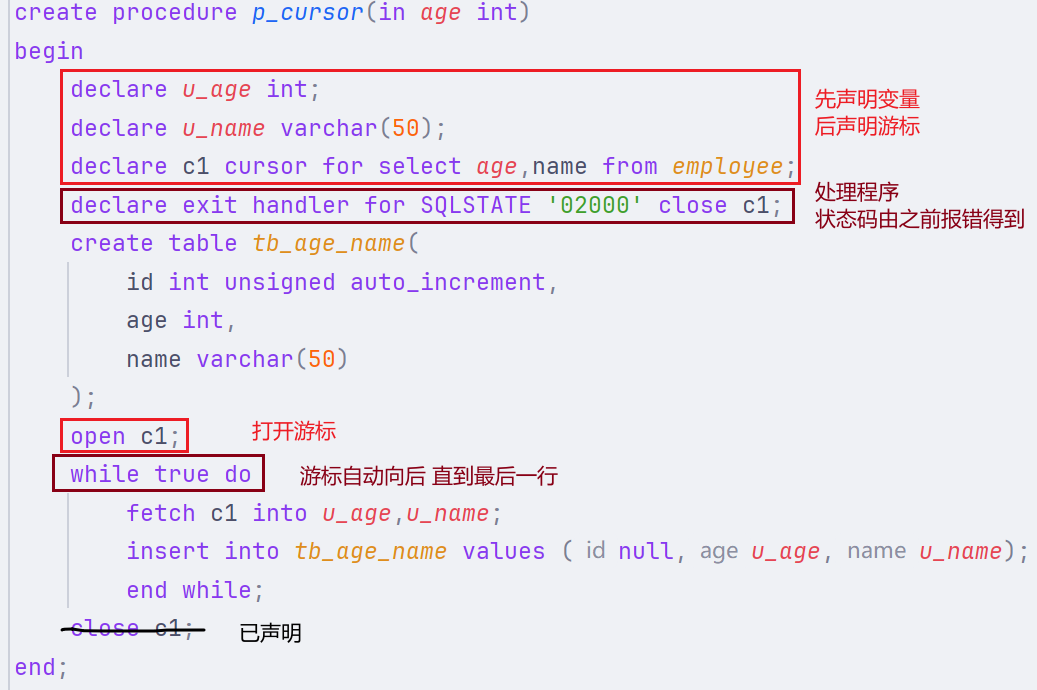 create procedure p_cursor(in age int)
begin
declare u_age int;
declare u_name varchar(50);
先声明变量
后声明游标
declare c1 cursor for select age,name from employee;
declare exit handler for SQLSTATE '02000' close c1;
处理程序
状态码由之前报错得到
create table tb_age_name(
id int unsigned auto_increment,
age int,
name varchar(50)
);
open c1;
打开游标
while true do
游标自动向后 直到最后一行
fetch c1 into u_age,u_name;
insert into tb_age_name values ( id null, age u_age, name u_name);
end while;
close c1;
已声明
end;